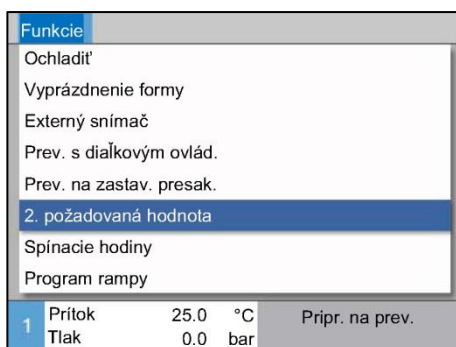 Funkcie
Ochladiť
Vyprázdnenie formy
Externý snímač
Prev. s diaľkovým ovlád.
Prev. na zastav. presak.
2. požadovaná hodnota
Spínacie hodiny
Program rampy
1 Prítok 25.0 °C Pripr. na prev.
Tlak 0.0 bar